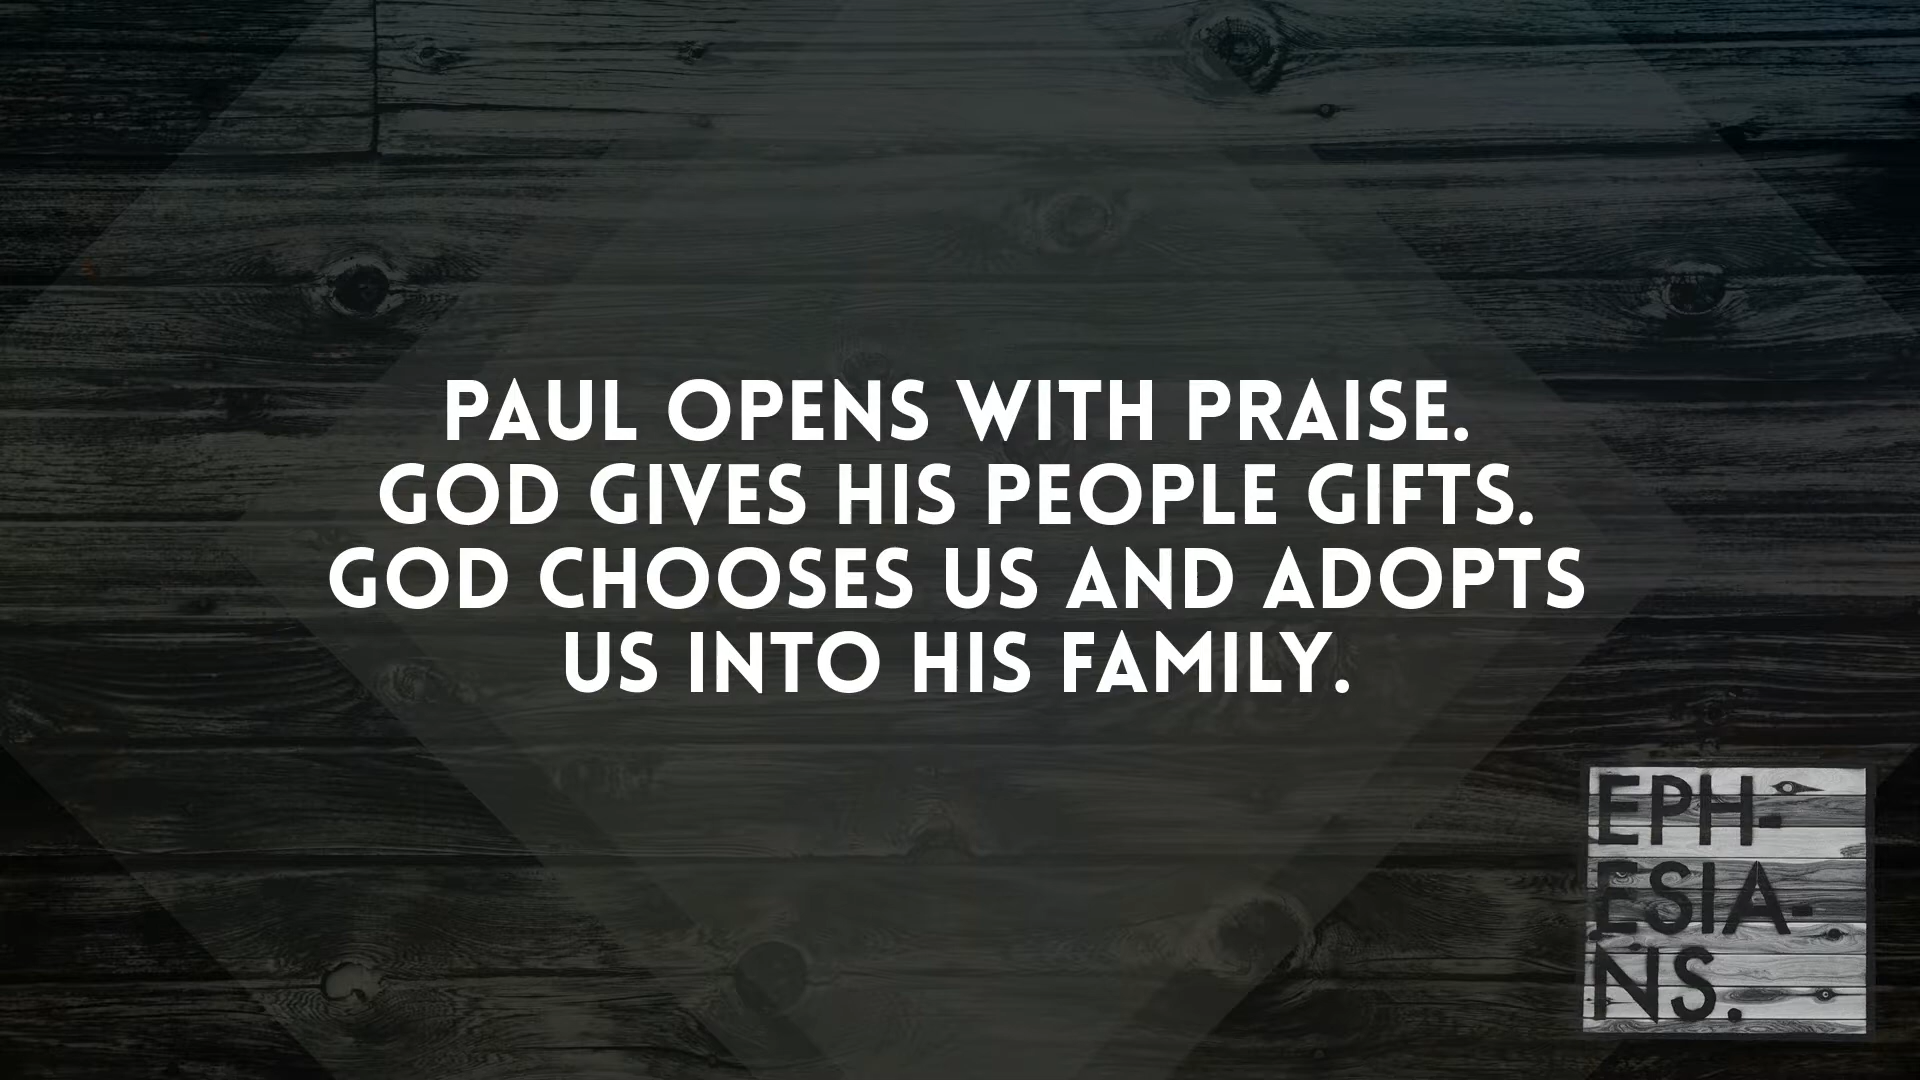 PAUL OPENS WITH PRAISE.
GOD GIVES HIS PEOPLE GIFTS.
GOD CHOOSES US AND ADOPTS
US INTO HIS FAMILY.
EPH-
ESIA-
NS.